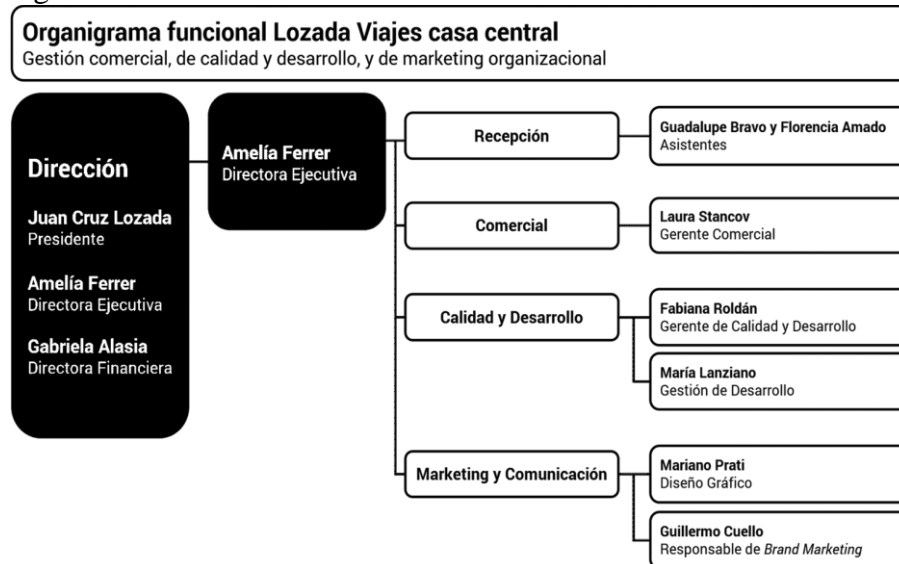 Organigrama funcional Lozada Viajes casa central
Gestión comercial, de calidad y desarrollo, y de marketing organizacional
Dirección
Juan Cruz Lozada
Presidente
Amelía Ferrer
Directora Ejecutiva
Gabriela Alasia
Directora Financiera
Amelía Ferrer
Directora Ejecutiva
Recepción
Guadalupe Bravo y Florencia Amado
Asistentes
Comercial
Laura Stancov
Gerente Comercial
Calidad y Desarrollo
Fabiana Roldán
Gerente de Calidad y Desarrollo
María Lanziano
Gestión de Desarrollo
Marketing y Comunicación
Mariano Prati
Diseño Gráfico
Guillermo Cuello
Responsable de Brand Marketing